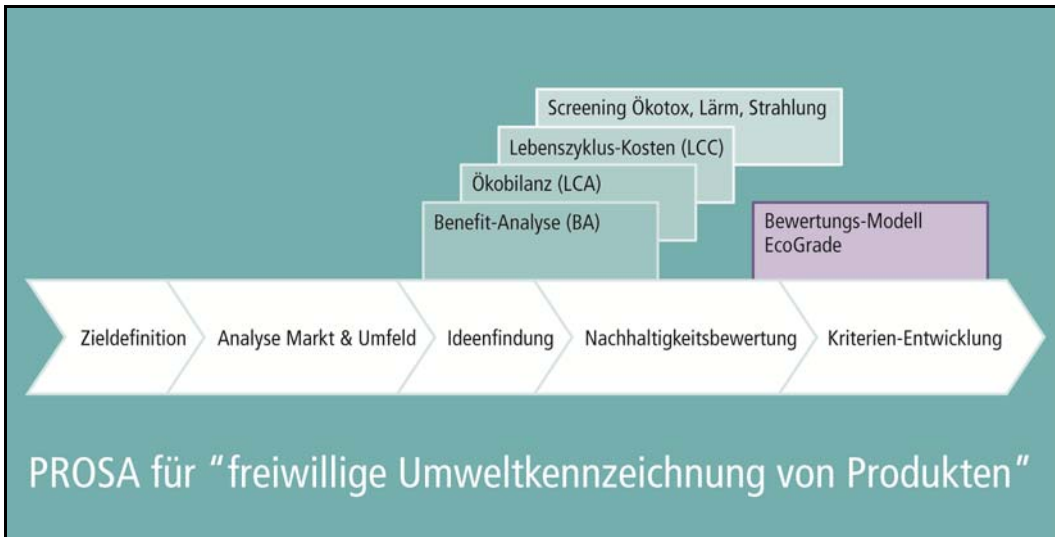 Screening Ökotox, Lärm, Strahlung
Lebenszyklus-Kosten (LCC)
Ökobilanz (LCA)
Benefit-Analyse (BA)
Bewertungs-Modell
EcoGrade
Zieldefinition
Analyse Markt & Umfeld
Ideenfindung
Nachhaltigkeitsbewertung
Kriterien-Entwicklung
PROSA für "freiwillige Umweltkennzeichnung von Produkten"